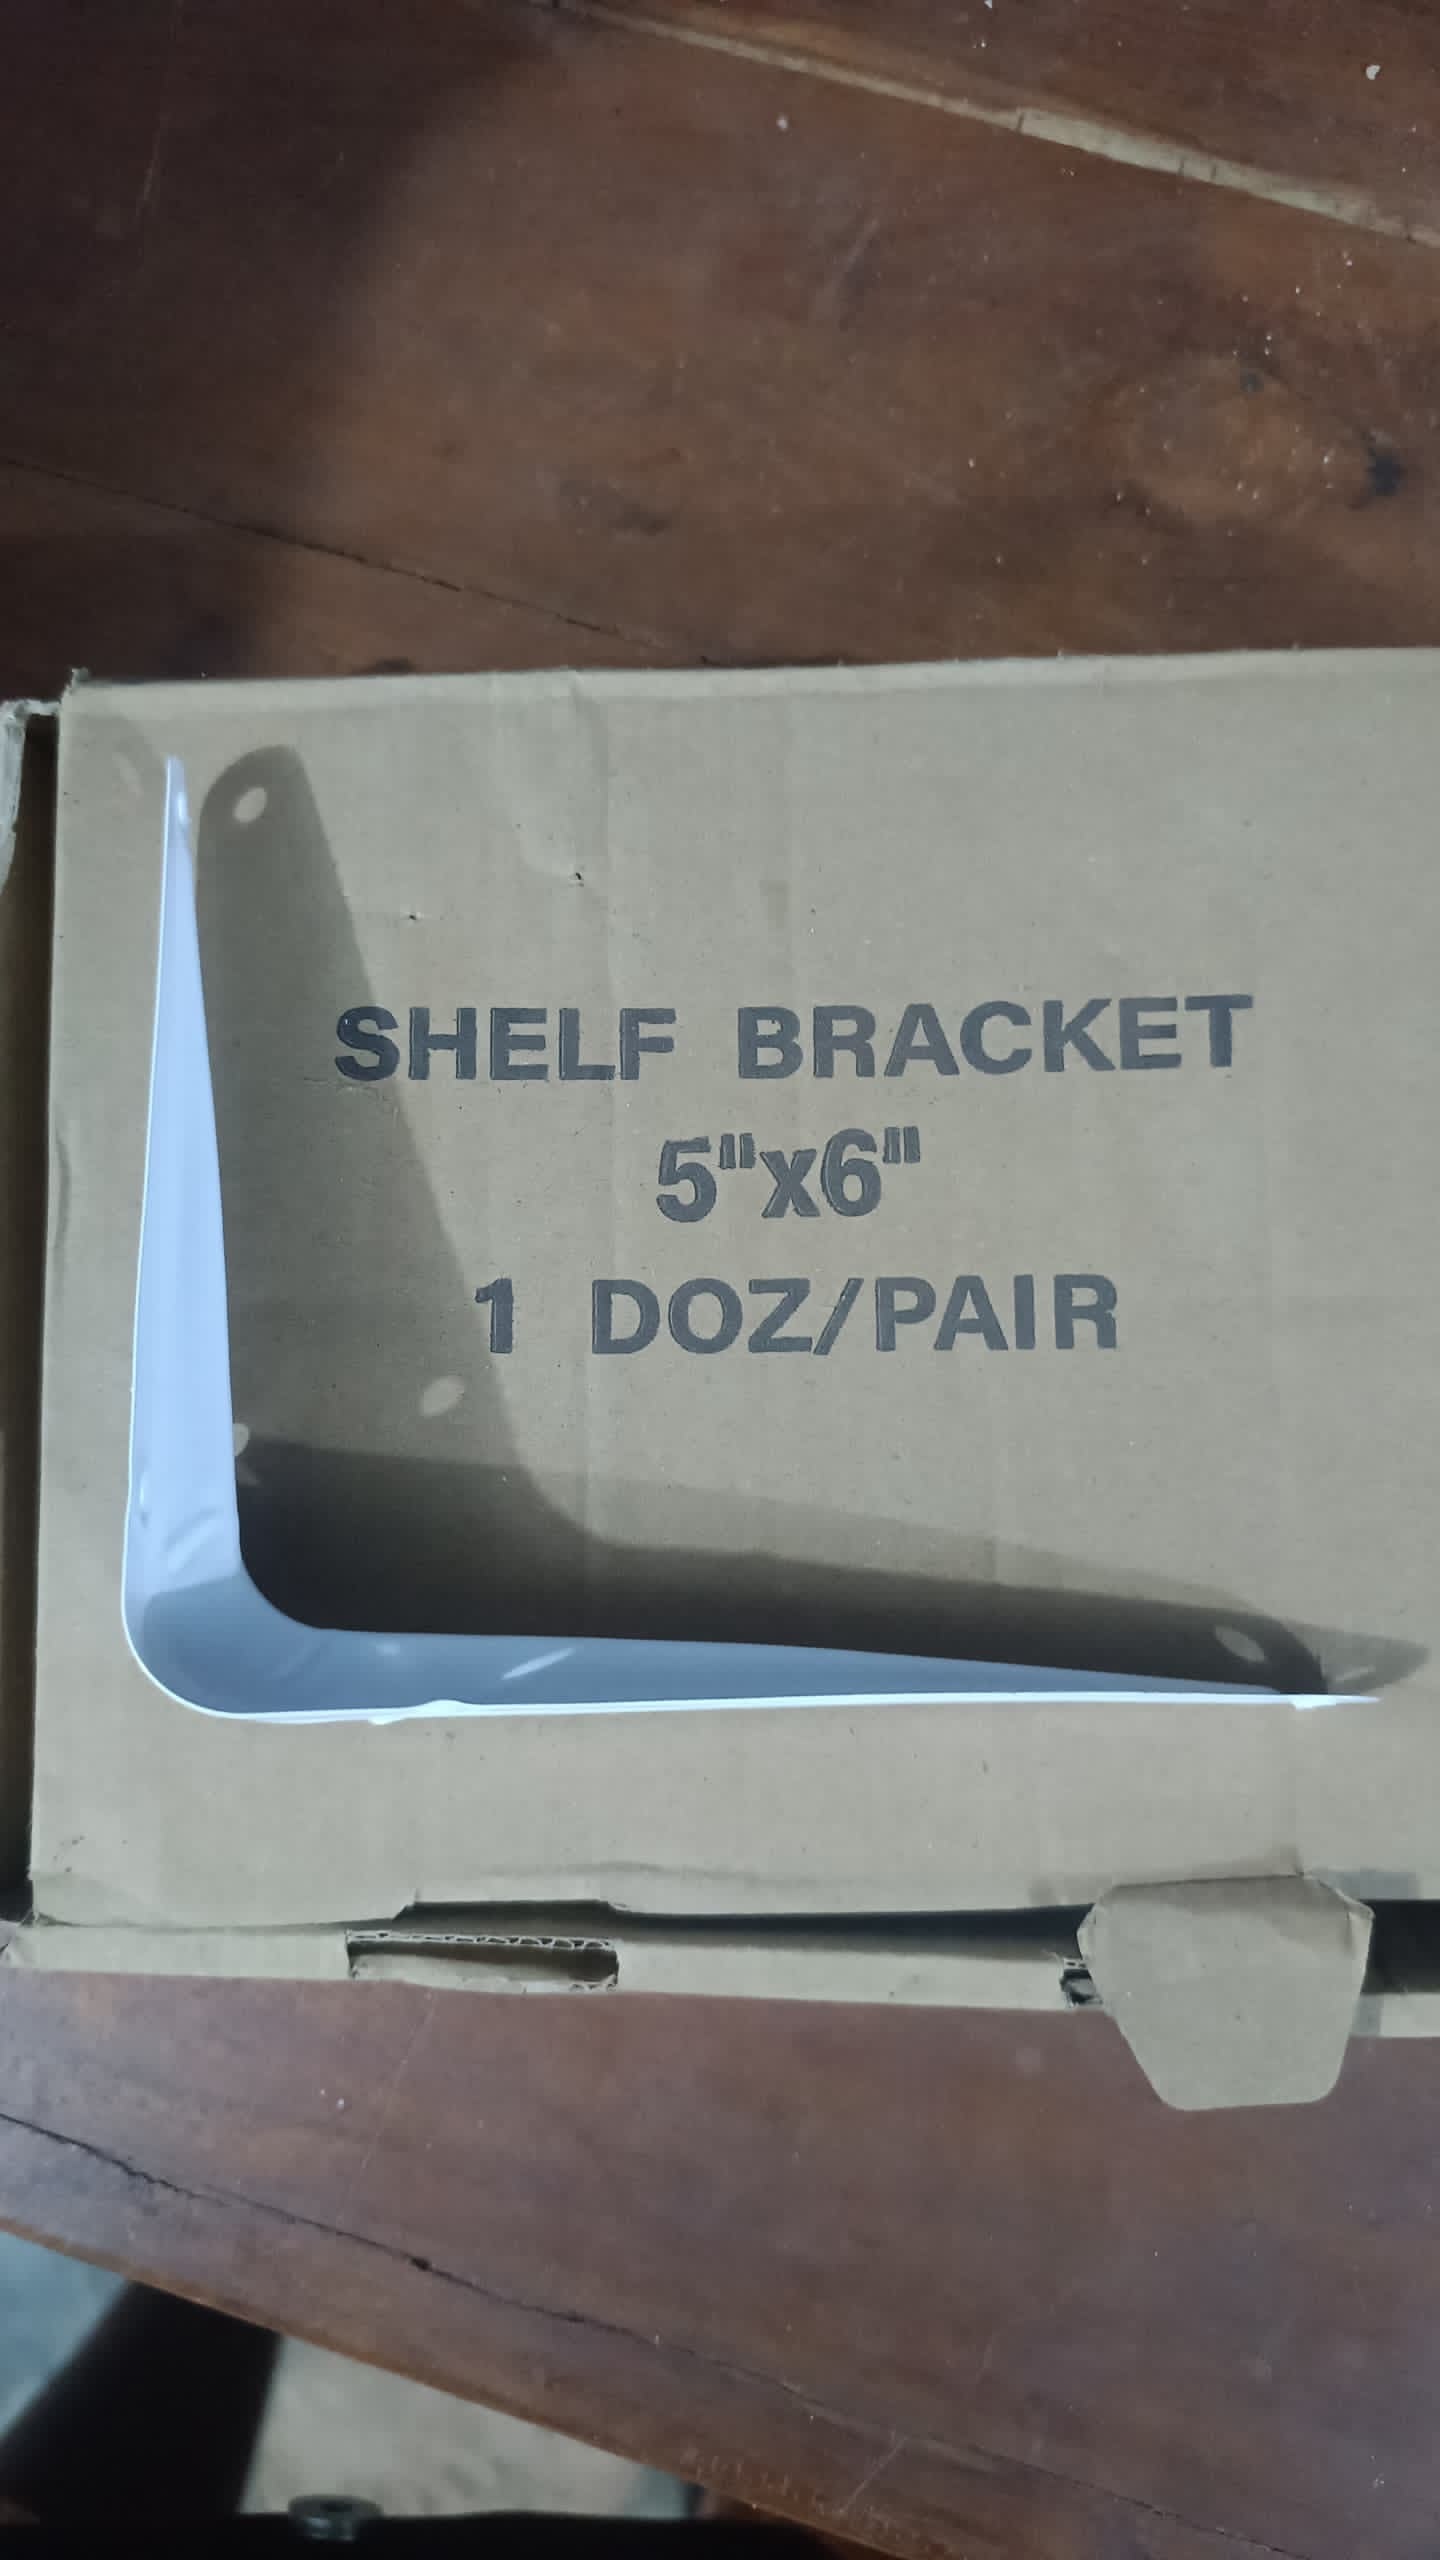 SHELF BRACKET
5"x6"
1 DOZ/PAIR